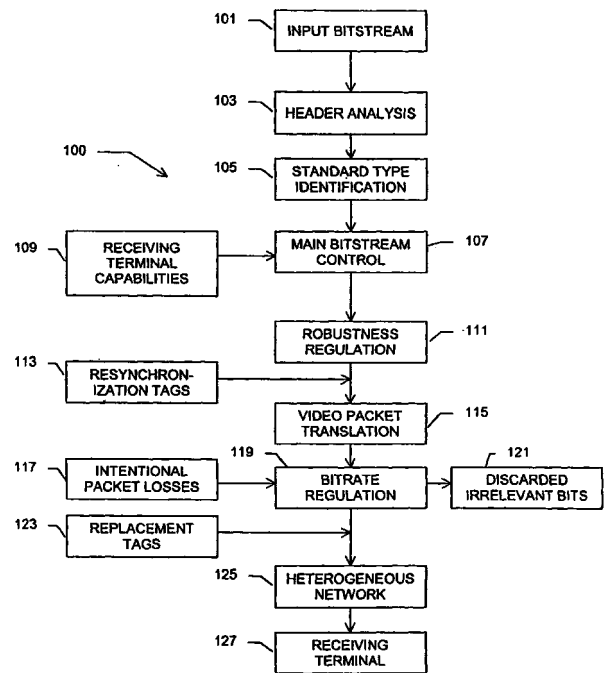 101
INPUT BITSTREAM
103
HEADER ANALYSIS
100
105
STANDARD TYPE
IDENTIFICATION
109
RECEIVING
TERMINAL
CAPABILITIES
MAIN BITSTREAM
CONTROL
107
ROBUSTNESS
REGULATION
111
113
RESYNCHRON-
IZATION TAGS
VIDEO PACKET
TRANSLATION
115
117
INTENTIONAL
PACKET LOSSES
119
BITRATE
REGULATION
121
DISCARDED
IRRELEVANT BITS
123
REPLACEMENT
TAGS
125
HETEROGENEOUS
NETWORK
127
RECEIVING
TERMINAL